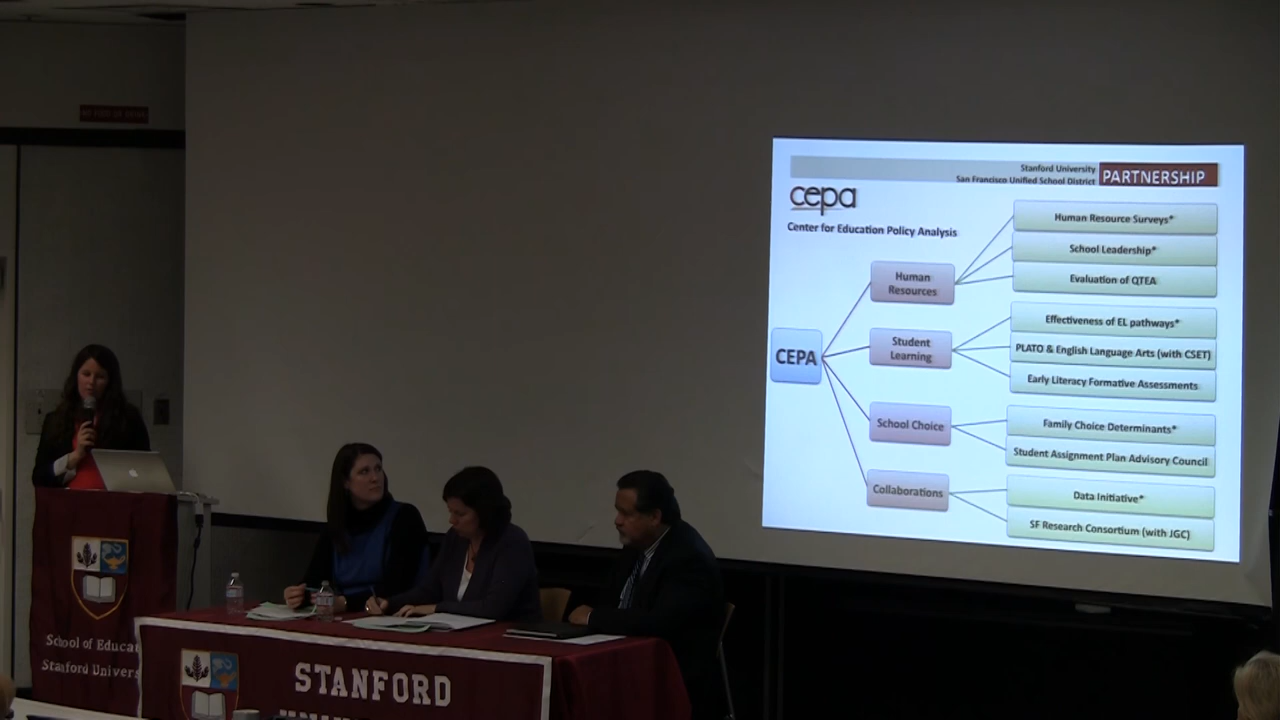 Stanford University
San Francisco Unified School District
PARTNERSHIP
cepa
Center for Education Policy Analysis
CEPA
Human
Resources
Human Resource Surveys*
School Leadership*
Evaluation of QTEA
Student
Learning
Effectiveness of EL pathways*
PLATO & English Language Arts (with CSET)
Early Literacy Formative Assessments
School Choice
Family Choice Determinants*
Student Assignment Plan Advisory Council
Collaborations
Data Initiative*
SF Research Consortium (with JGC)
School of Educat
Stanford Univers
STANFORD